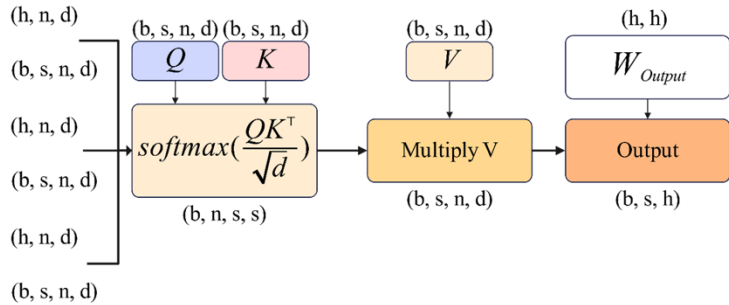 (h, n, d)
(b, s, n, d)
(h, n, d)
(b, s, n, d)
(h, n, d)
(b, s, n, d)
(b, s, n, d) (b, s, n, d)
Q K
softmax(QK^⊤/√d)
(b, n, s, s)
(b, s, n, d)
V
Multiply V
(b, s, n, d)
(h, h)
W_Output
Output
(b, s, h)